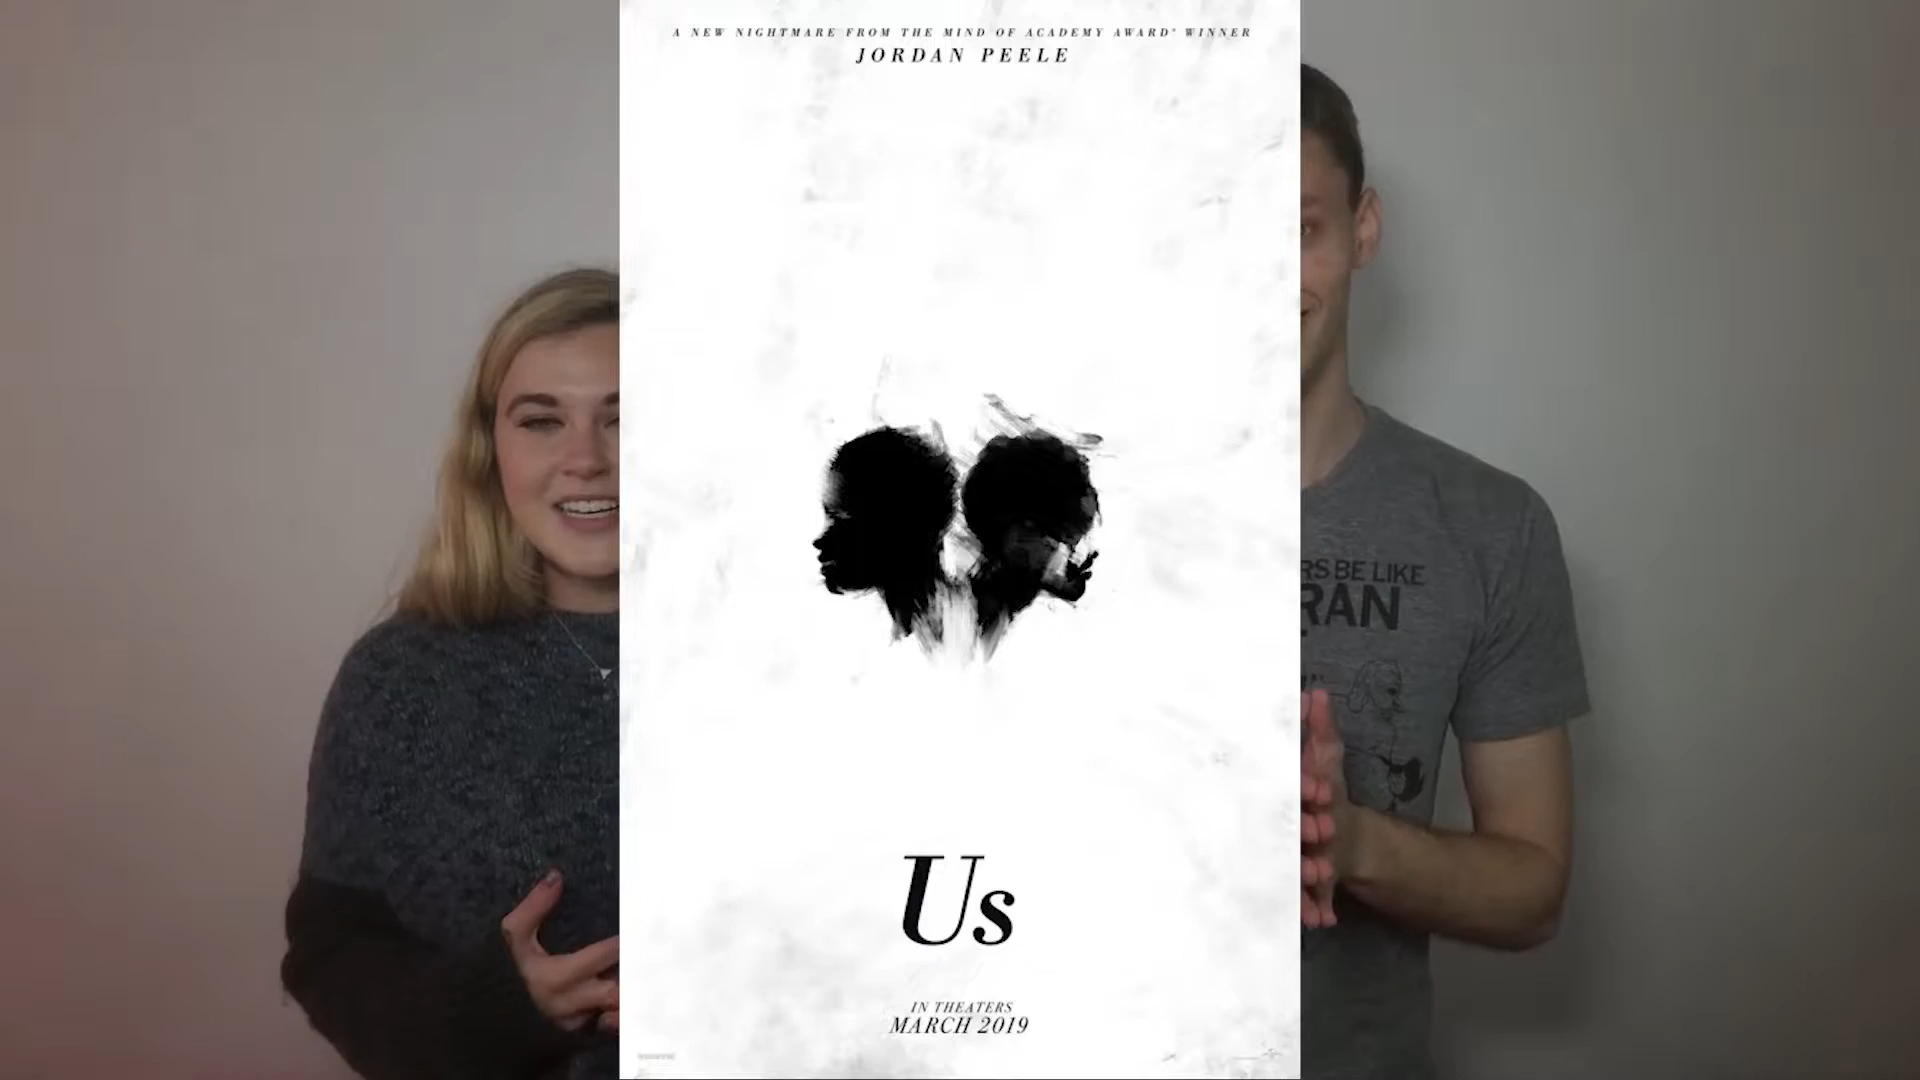 A NEW NIGHTMARE FROM THE MIND OF ACADEMY AWARD® WINNER
JORDAN PEELE
RS BE LIKE
RAN
Us
IN THEATERS
MARCH 2019